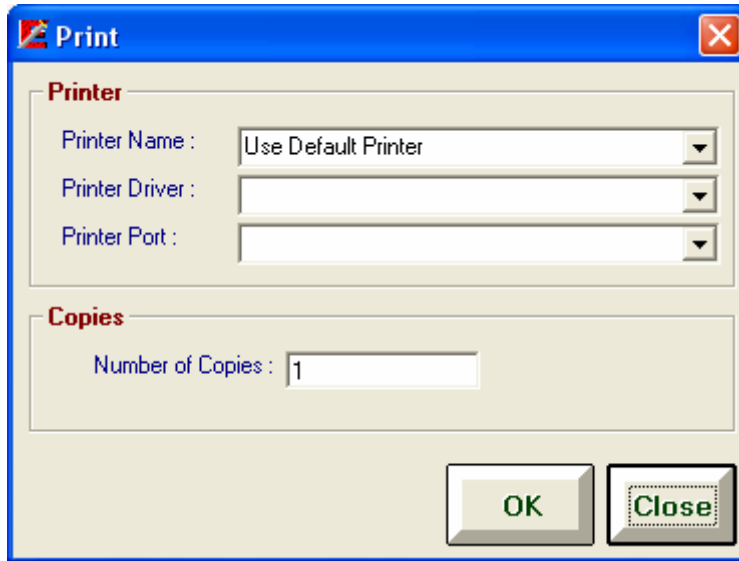 Print
Printer
Printer Name : Use Default Printer
Printer Driver :
Printer Port :
Copies
Number of Copies : 1
OK Close